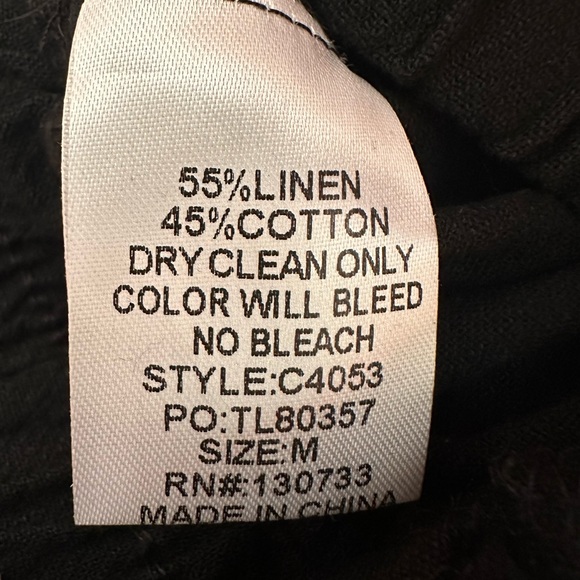 55%LINEN
45%COTTON
DRY CLEAN ONLY
COLOR WILL BLEED
NO BLEACH
STYLE:C4053
PO:TL80357
SIZE:M
RN#:130733
MADE IN CHINA